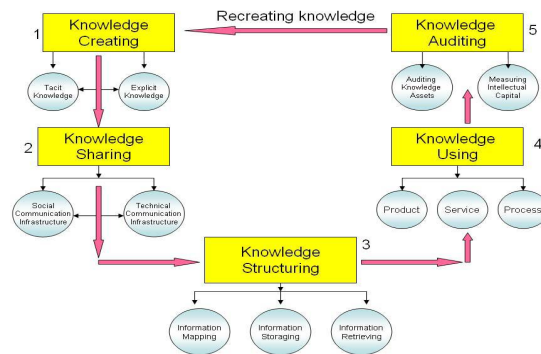 Recreating knowledge
1
Knowledge
Creating
Tacit
Knowledge
Explicit
Knowledge
2
Knowledge
Sharing
Social
Communication
Infrastructure
Technical
Communication
Infrastructure
3
Knowledge
Structuring
Information
Mapping
Information
Storaging
Information
Retrieving
4
Knowledge
Using
Product
Service
Process
5
Knowledge
Auditing
Auditing
Knowledge
Assets
Measuring
Intellectual
Capital